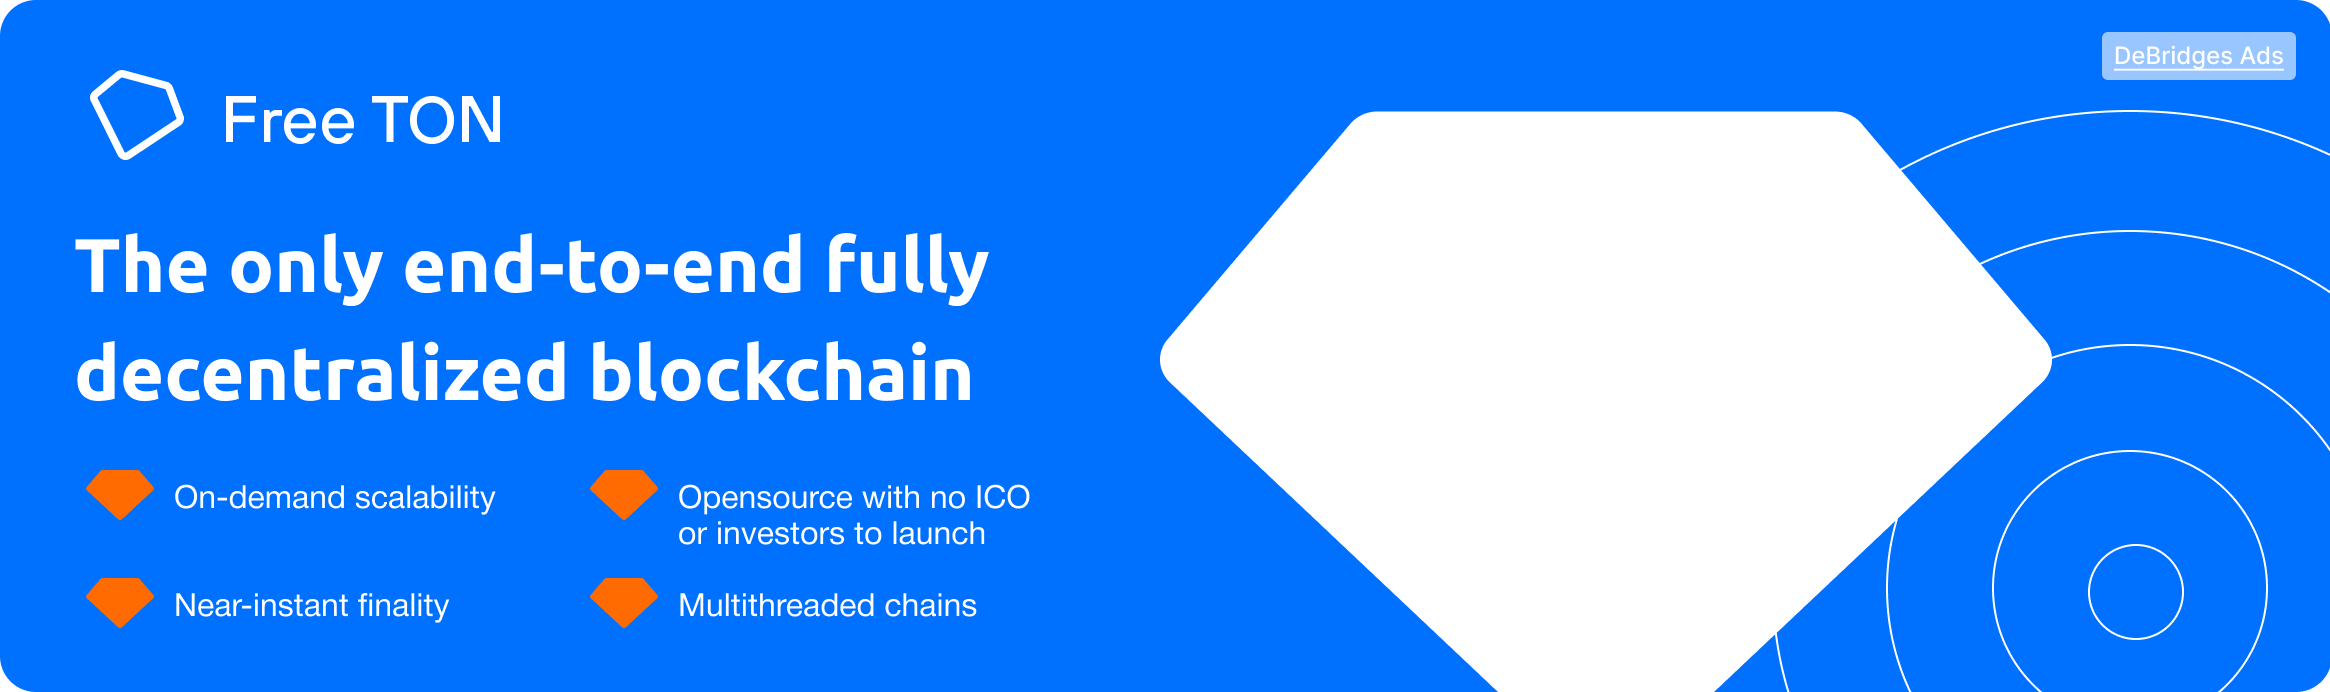 DeBridges Ads
Free TON
The only end-to-end fully
decentralized blockchain
On-demand scalability
Opensource with no ICO
or investors to launch
Near-instant finality
Multithreaded chains